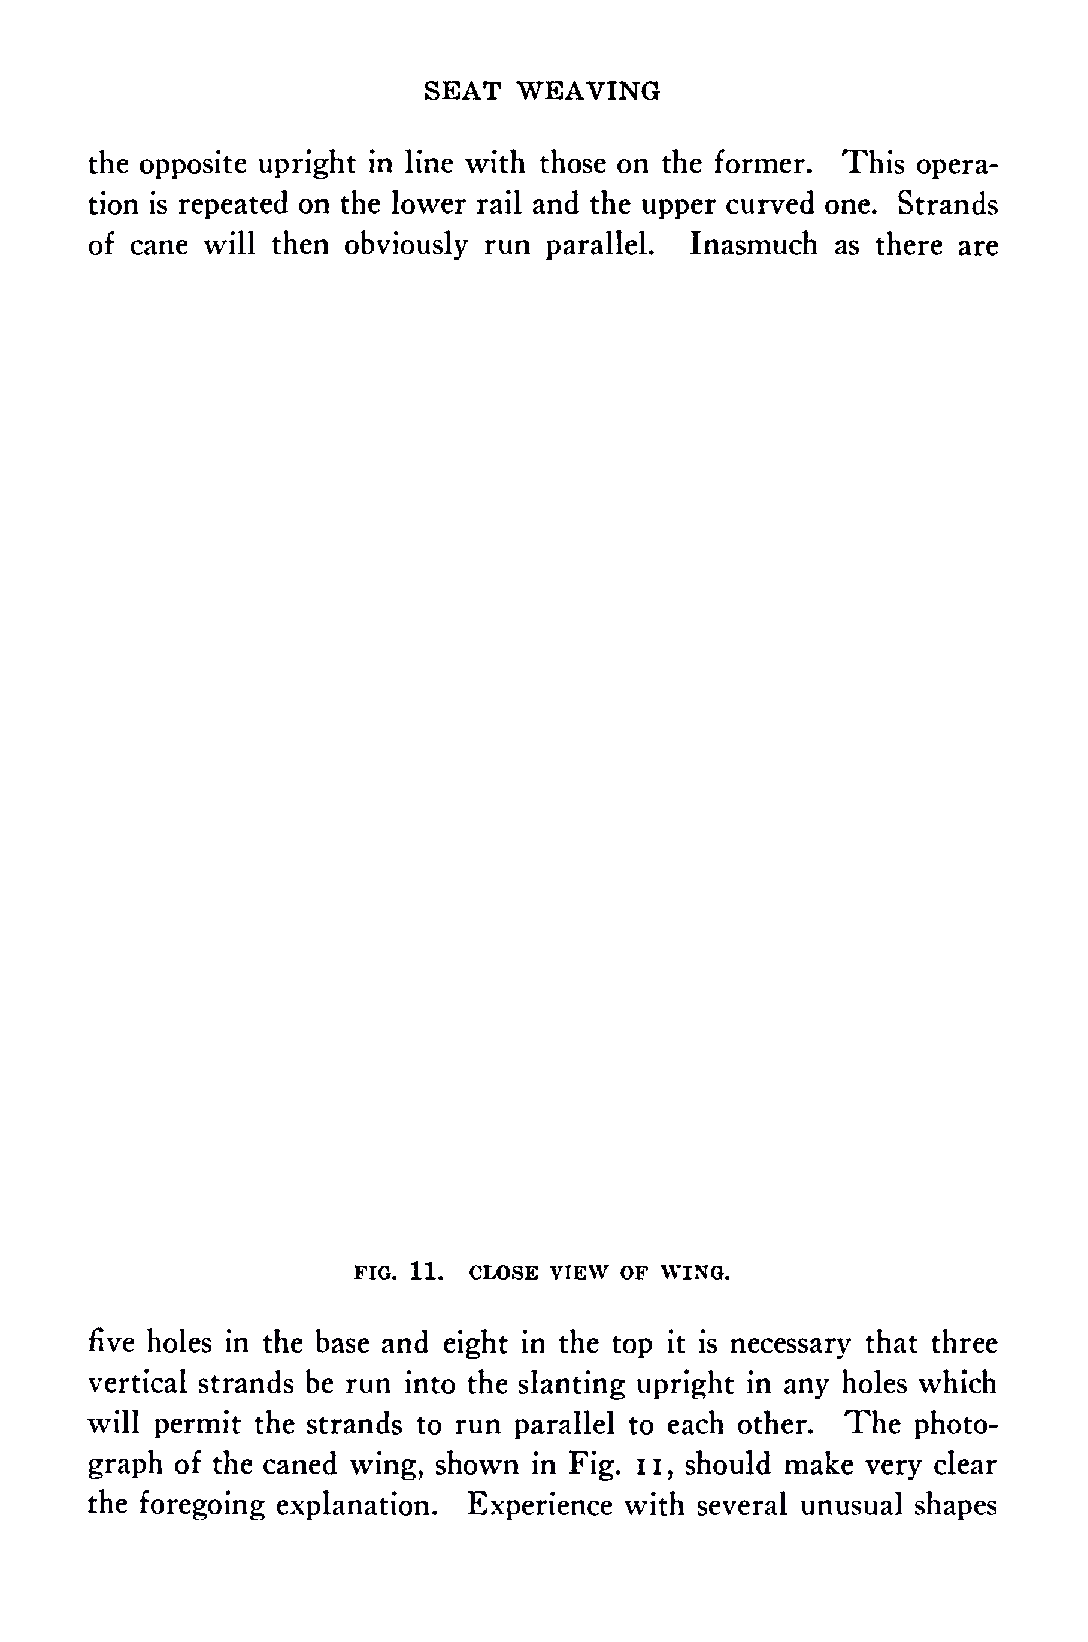 SEAT WEAVING
the opposite upright in line with those on the former. This opera-
tion is repeated on the lower rail and the upper curved one. Strands
of cane will then obviously run parallel. Inasmuch as there are
FIG. 11. CLOSE VIEW OF WING.
five holes in the base and eight in the top it is necessary that three
vertical strands be run into the slanting upright in any holes which
will permit the strands to run parallel to each other. The photo-
graph of the caned wing, shown in Fig. 11, should make very clear
the foregoing explanation. Experience with several unusual shapes